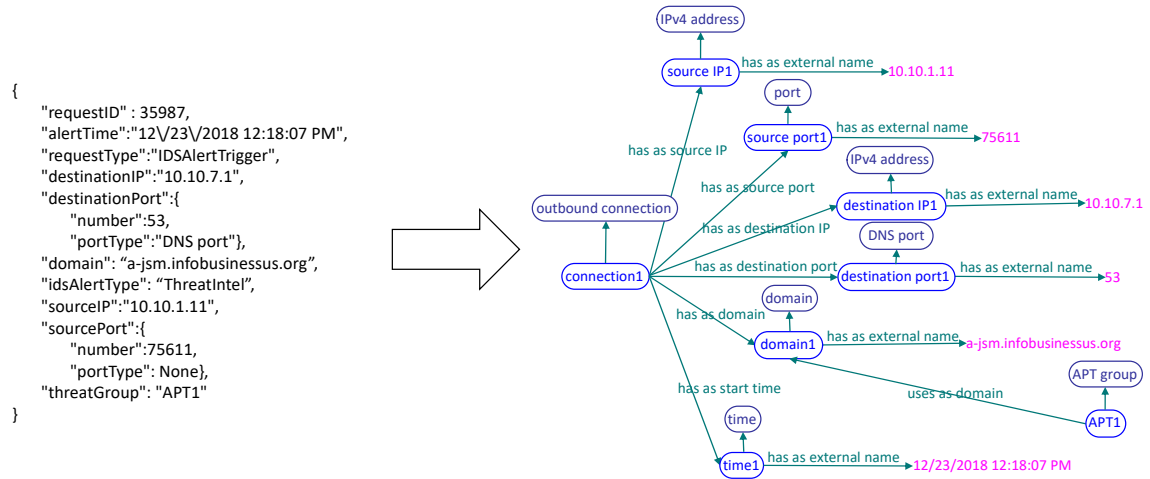 {
"requestID" : 35987,
"alertTime":"12\/23\/2018 12:18:07 PM",
"requestType":"IDSAlertTrigger",
"destinationIP":"10.10.7.1",
"destinationPort":{
"number":53,
"portType":"DNS port"},
"domain": “a-jsm.infobusinessus.org”,
"idsAlertType": “ThreatIntel”,
"sourceIP":"10.10.1.11",
"sourcePort":{
"number":75611,
"portType": None},
"threatGroup": "APT1"
}
IPv4 address
source IP1
has as external name
10.10.1.11
port
source port1
has as external name
75611
has as source IP
IPv4 address
has as source port
destination IP1
has as external name
10.10.7.1
outbound connection
has as destination IP
DNS port
connection1
has as destination port
destination port1
has as external name
53
domain
has as domain
domain1
has as external name
a-jsm.infobusinessus.org
APT group
has as start time
uses as domain
APT1
time
time1
has as external name
12/23/2018 12:18:07 PM